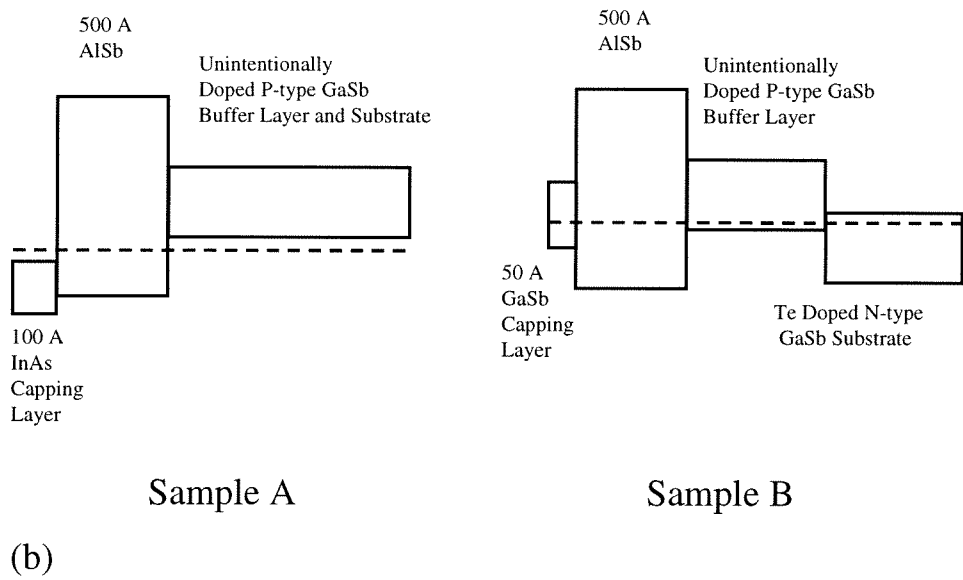 500 A
AlSb
Unintentionally
Doped P-type GaSb
Buffer Layer and Substrate
100 A
InAs
Capping
Layer
Sample A
500 A
AlSb
Unintentionally
Doped P-type GaSb
Buffer Layer
50 A
GaSb
Capping
Layer
Te Doped N-type
GaSb Substrate
Sample B
(b)